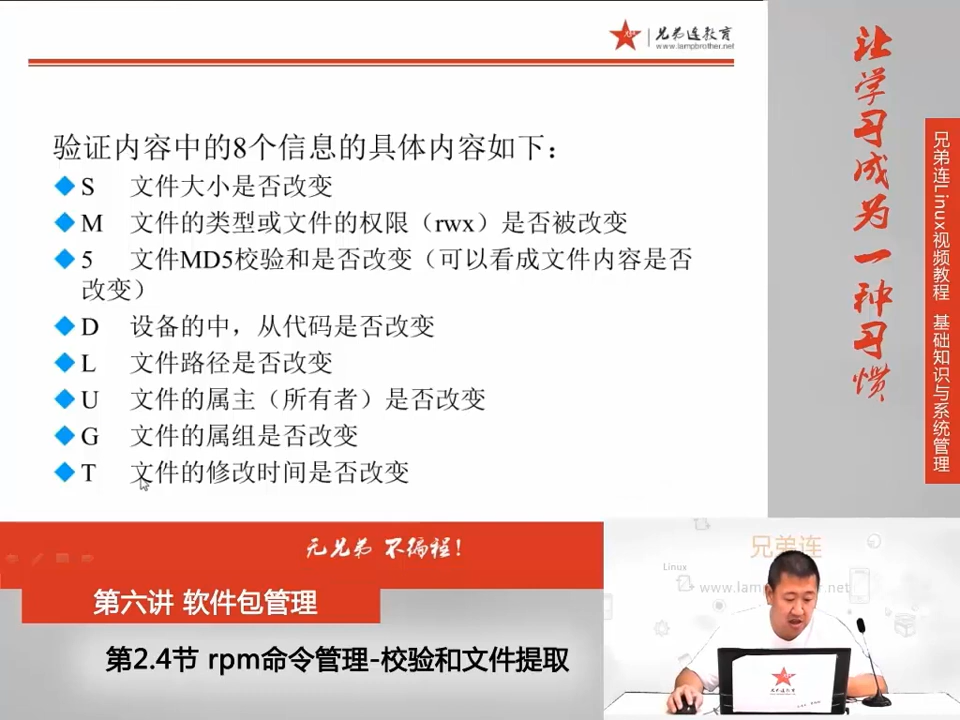 兄弟连教育
www.lampbrother.net
验证内容中的8个信息的具体内容如下：
S 文件大小是否改变
M 文件的类型或文件的权限（rwx）是否被改变
5 文件MD5校验和是否改变（可以看成文件内容是否
改变）
D 设备的中，从代码是否改变
L 文件路径是否改变
U 文件的属主（所有者）是否改变
G 文件的属组是否改变
T 文件的修改时间是否改变
让学习成为一种习惯
兄弟连Linux视频教程 基础知识与系统管理
无兄弟 不编程！
第六讲 软件包管理
第2.4节 rpm命令管理-校验和文件提取
兄弟连
Linux